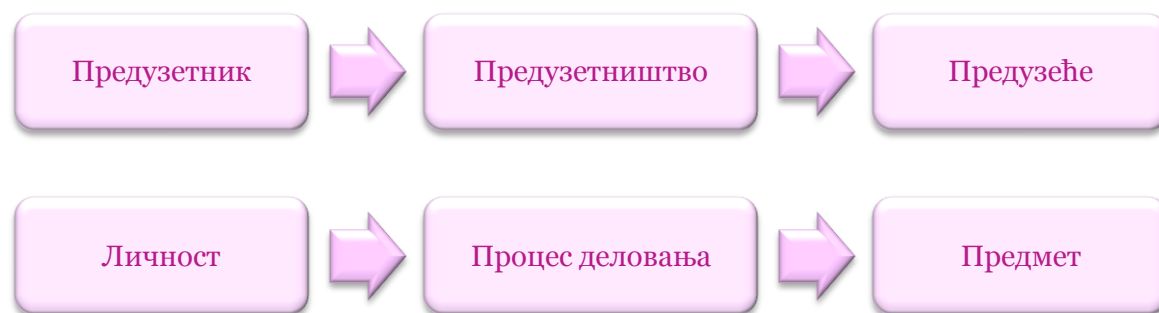 Предузетник
Предузетништво
Предузеће
Личност
Процес деловања
Предмет